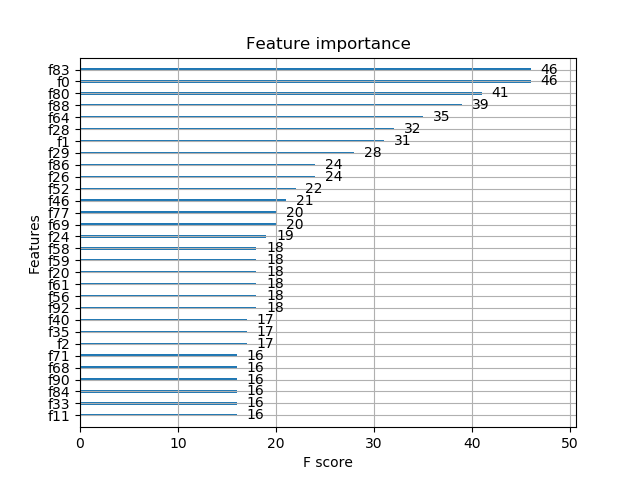 Feature importance
f83 46
f0 46
f80 41
f88 39
f64 35
f28 32
f1 31
f29 28
f86 24
f26 24
f52 22
f46 21
f77 20
f69 20
f24 19
f58 18
f59 18
f20 18
f61 18
f56 18
f92 18
f40 17
f35 17
f2 17
f71 16
f68 16
f90 16
f84 16
f33 16
f11 16
Features
0 10 20 30 40 50
F score